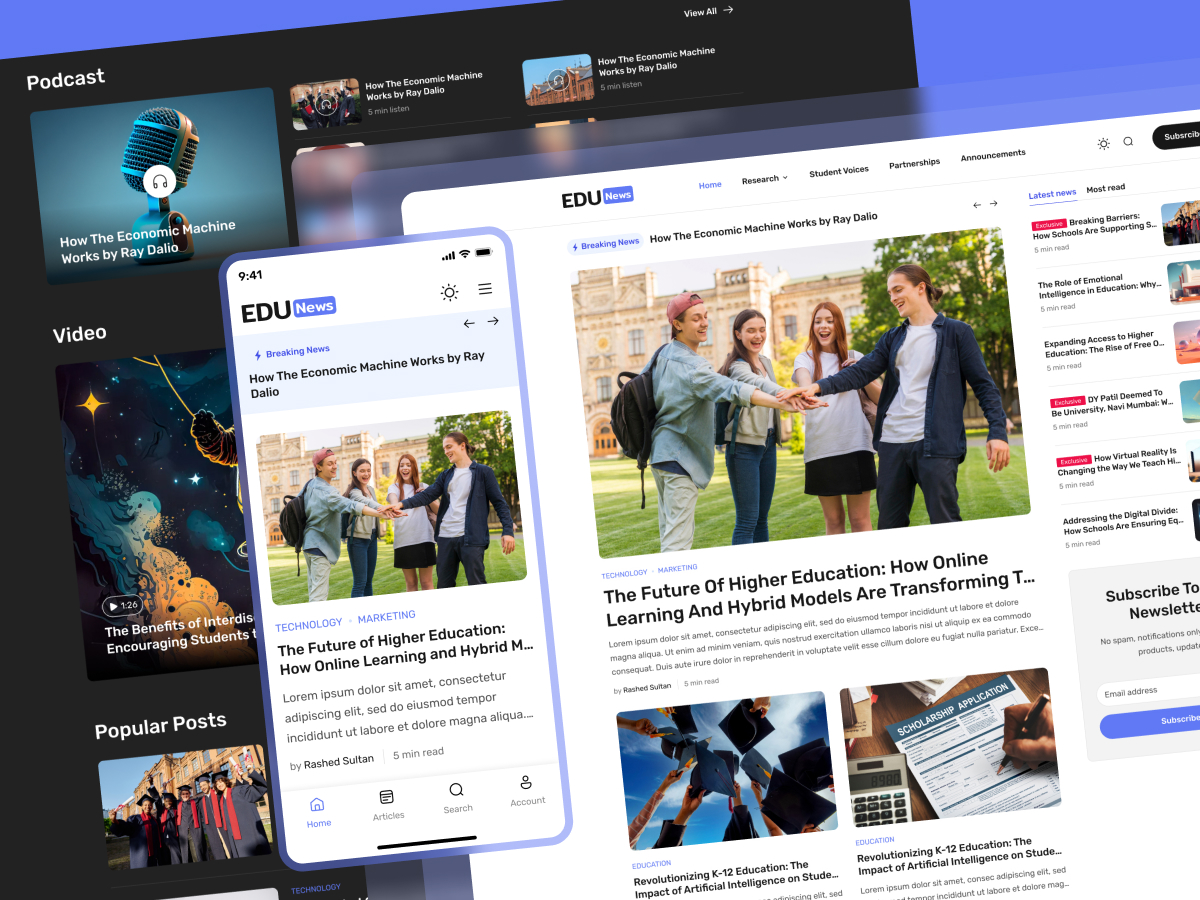 View All
Podcast
How The Economic Machine
Works by Ray Dalio
5 min listen
How The Economic Machine
Works by Ray Dalio
5 min listen
How The Economic Machine
Works by Ray Dalio
Video
1:26
The Benefits of Interdis
Encouraging Students t
Popular Posts
TECHNOLOGY
9:41
EDU News
Breaking News
How The Economic Machine Works by Ray
Dalio
TECHNOLOGY · MARKETING
The Future of Higher Education:
How Online Learning and Hybrid M...
Lorem ipsum dolor sit amet, consectetur
adipiscing elit, sed do eiusmod tempor
incididunt ut labore et dolore magna aliqua....
by Rashed Sultan
5 min read
Home
Articles
Search
Account
EDU News
Home
Research
Student Voices
Partnerships
Announcements
Subscribe
Breaking News
How The Economic Machine Works by Ray Dalio
TECHNOLOGY · MARKETING
The Future Of Higher Education: How Online
Learning And Hybrid Models Are Transforming T...
Lorem ipsum dolor sit amet, consectetur adipiscing elit, sed do eiusmod tempor incididunt ut labore et dolore
magna aliqua. Ut enim ad minim veniam, quis nostrud exercitation ullamco laboris nisi ut aliquip ex ea commodo
consequat. Duis aute irure dolor in reprehenderit in voluptate velit esse cillum dolore eu fugiat nulla pariatur. Exce...
by Rashed Sultan
5 min read
SCHOLARSHIP APPLICATION
EDUCATION
Revolutionizing K-12 Education: The
Impact of Artificial Intelligence on Stude...
adipiscing elit, sed
EDUCATION
Revolutionizing K-12 Education: The
Impact of Artificial Intelligence on Stude...
Lorem ipsum dolor sit amet, consec adipiscing elit, sed
do eiusmod tempor incididunt ut labore et dolore mag...
Latest news
Most read
Exclusive Breaking Barriers:
How Schools Are Supporting S...
5 min read
The Role of Emotional
Intelligence in Education: Why...
5 min read
Expanding Access to Higher
Education: The Rise of Free O...
5 min read
Exclusive DY Patil Deemed To
Be University, Navi Mumbai: W...
5 min read
Exclusive How Virtual Reality Is
Changing the Way We Teach Hi...
5 min read
Addressing the Digital Divide:
How Schools Are Ensuring Eq...
5 min read
Subscribe To
Newslette
No spam, notifications only
products, update
Email address
Subscribe